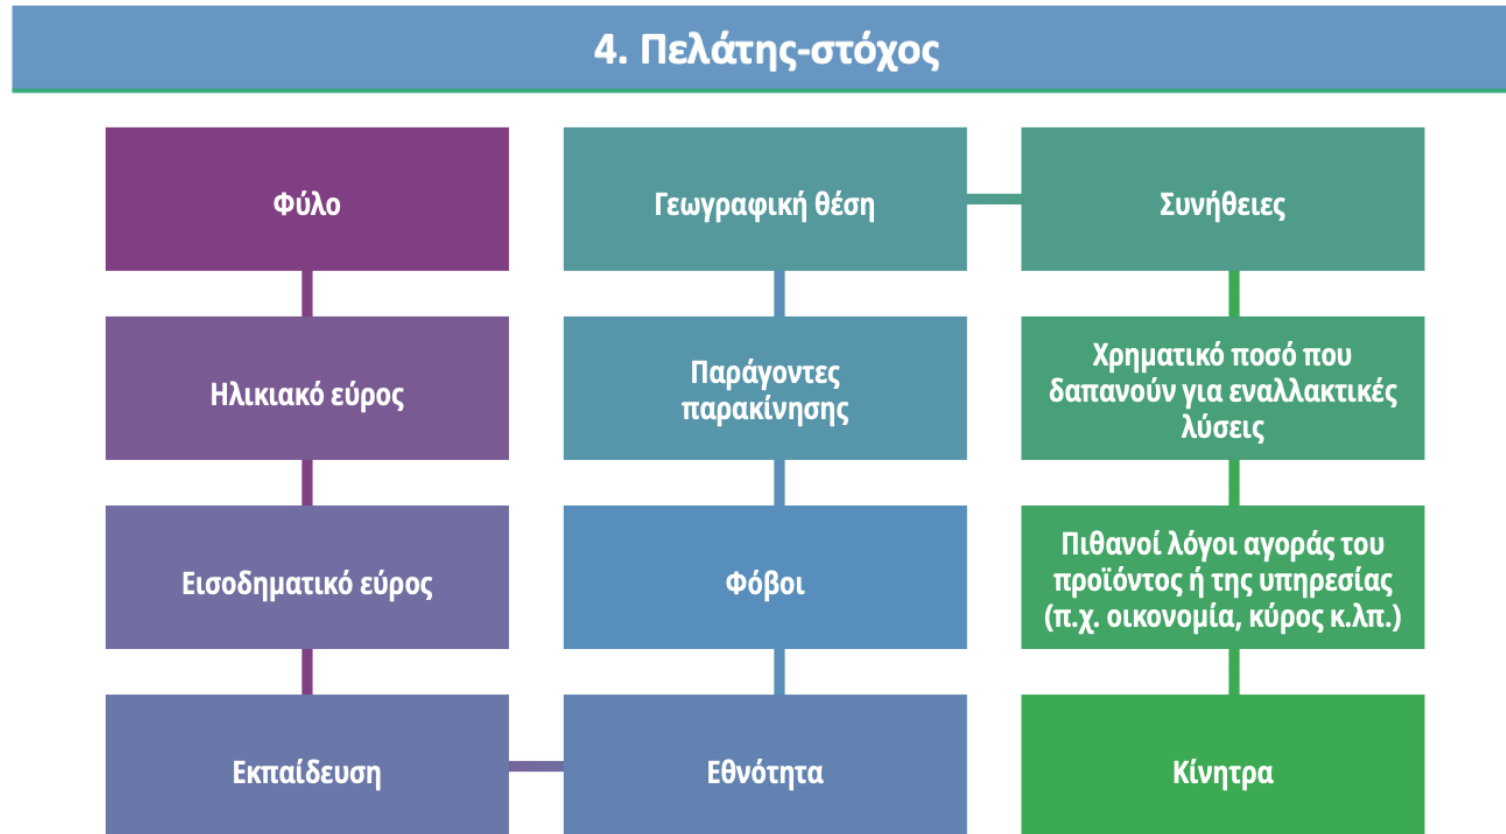 4. Πελάτης-στόχος
Φύλο
Ηλικιακό εύρος
Εισοδηματικό εύρος
Εκπαίδευση
Εθνότητα
Φόβοι
Παράγοντες
παρακίνησης
Γεωγραφική θέση
Συνήθειες
Χρηματικό ποσό που
δαπανούν για εναλλακτικές
λύσεις
Πιθανοί λόγοι αγοράς του
προϊόντος ή της υπηρεσίας
(π.χ. οικονομία, κύρος κ.λπ.)
Κίνητρα